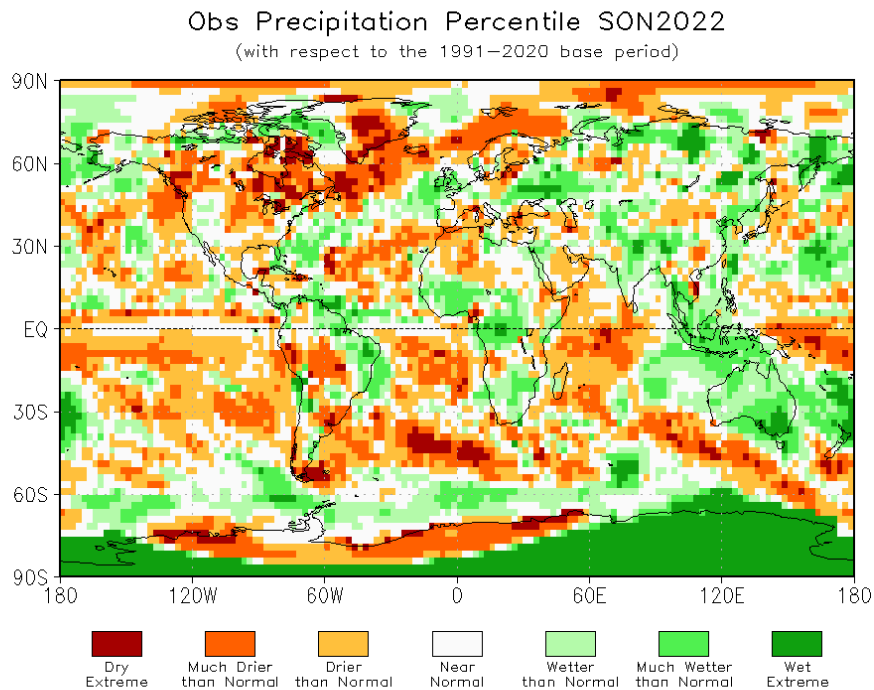 Obs Precipitation Percentile SON2022
(with respect to the 1991–2020 base period)
90N
60N
30N
EQ
30S
60S
90S
180 120W 60W 0 60E 120E 180
Dry Extreme
Much Drier than Normal
Drier than Normal
Near Normal
Wetter than Normal
Much Wetter than Normal
Wet Extreme